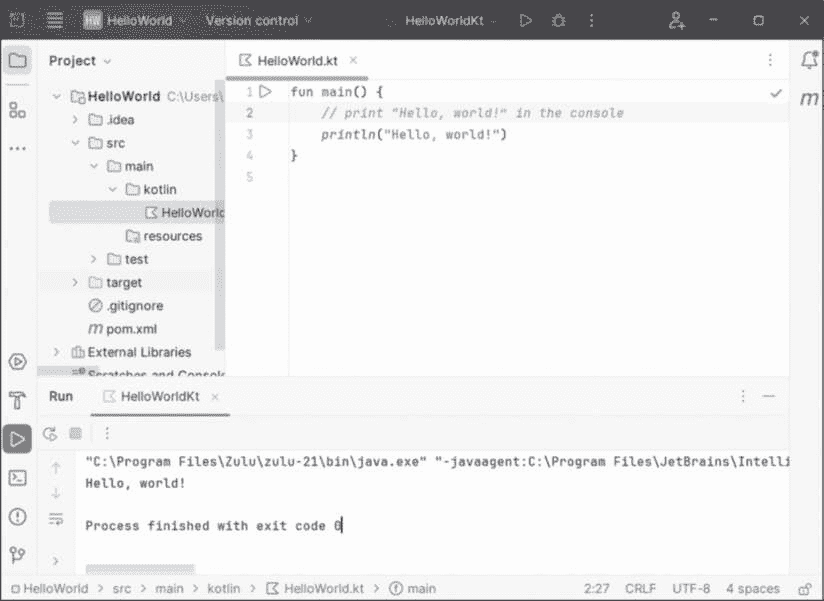 HW HelloWorld Version control HelloWorldKt
Project
HelloWorld.kt
HelloWorld C:\Users\
.idea
src
main
kotlin
HelloWorld
resources
test
target
.gitignore
m pom.xml
External Libraries
Scratches and Consol
1 fun main() {
2 // print "Hello, world!" in the console
3 println("Hello, world!")
4 }
5
m
Run HelloWorldKt
"C:\Program Files\Zulu\zulu-21\bin\java.exe" "-javaagent:C:\Program Files\JetBrains\Intelli
Hello, world!
Process finished with exit code 0
HelloWorld > src > main > kotlin > HelloWorld.kt > f main 2:27 CRLF UTF-8 4 spaces